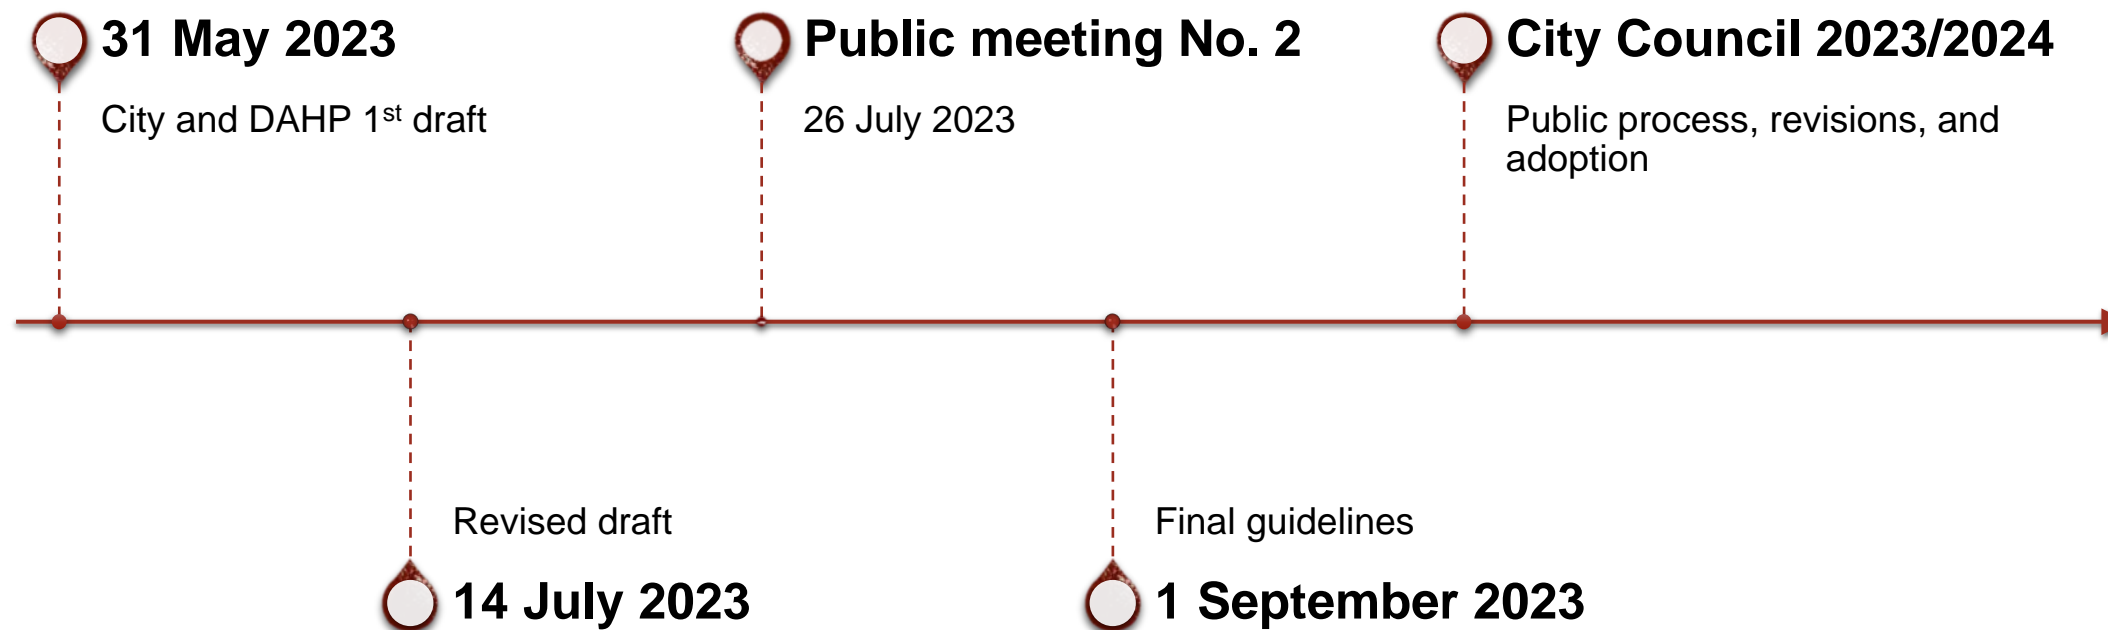 31 May 2023
City and DAHP 1st draft
Revised draft
14 July 2023
Public meeting No. 2
26 July 2023
Final guidelines
1 September 2023
City Council 2023/2024
Public process, revisions, and
adoption